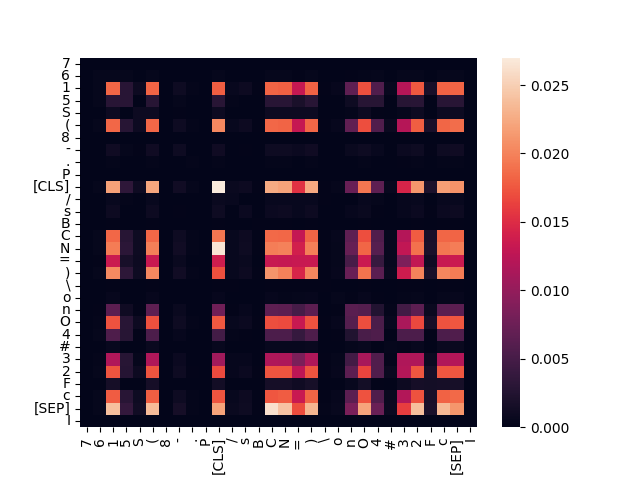 7
6
1
5
S
(
8
-
.
P
[CLS]
/
s
B
C
N
=
)
\
o
n
O
4
#
3
2
F
c
[SEP]
l
7 6 1 5 S ( 8 - . P [CLS] / s B C N = ) \ o n O 4 # 3 2 F c [SEP] l
0.025
0.020
0.015
0.010
0.005
0.000